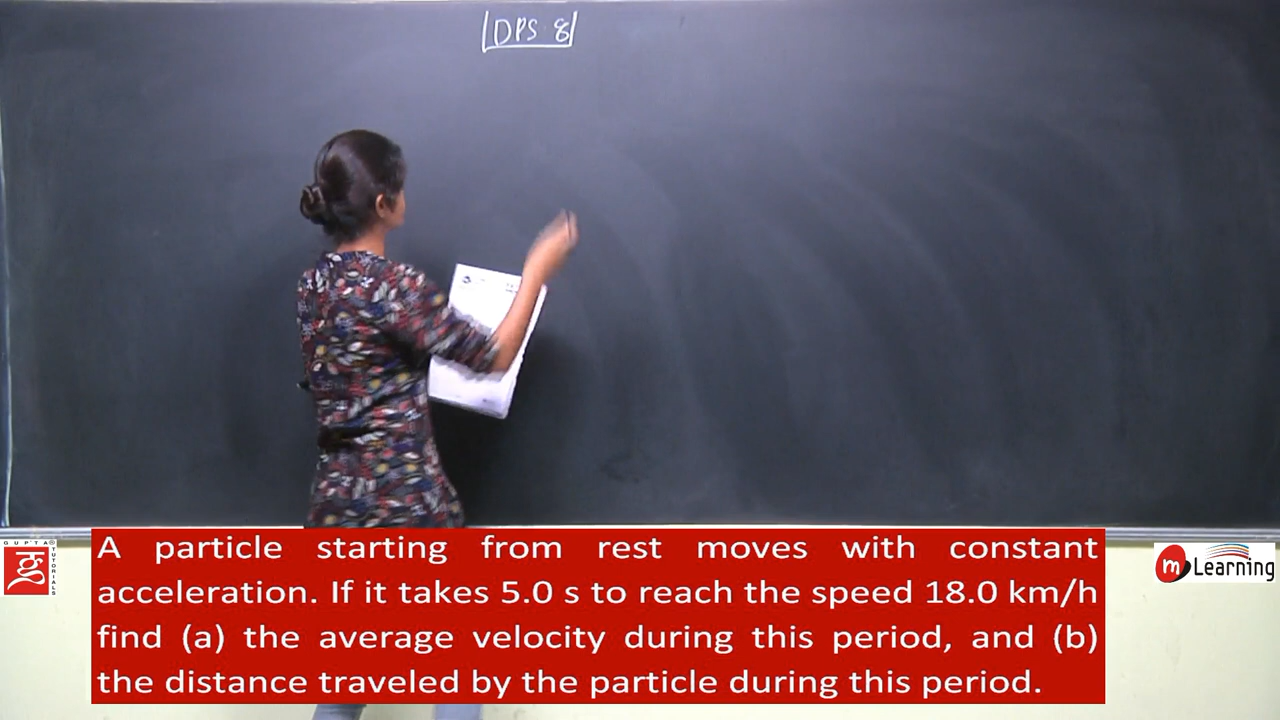 DPS 8
A particle starting from rest moves with constant
acceleration. If it takes 5.0 s to reach the speed 18.0 km/h
find (a) the average velocity during this period, and (b)
the distance traveled by the particle during this period.
GUPTA
TUTORIALS
m Learning